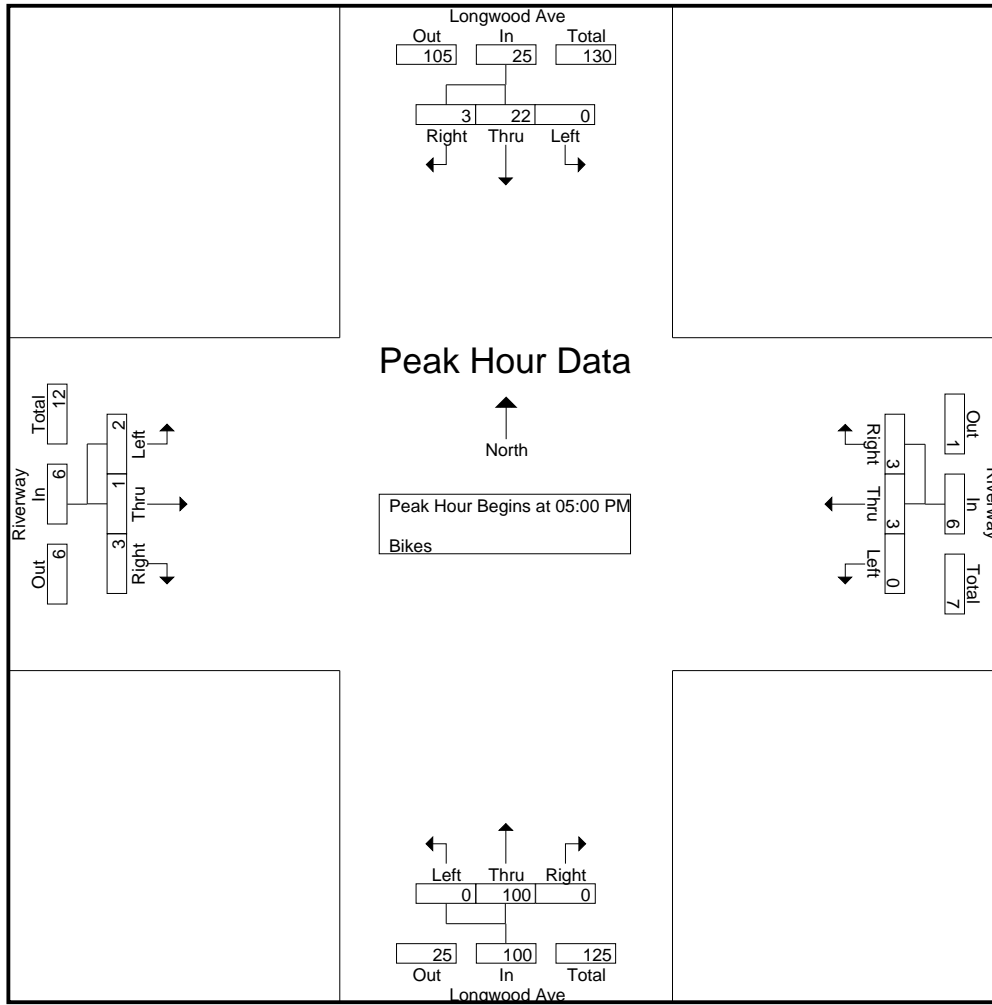 Longwood Ave
Out In Total
105 25 130
3 22 0
Right Thru Left
Peak Hour Data
North
Peak Hour Begins at 05:00 PM
Bikes
Riverway
Out In Total
6 6 12
Right Thru Left
3 1 2
Riverway
Out In Total
1 6 7
Right Thru Left
3 3 0
Left Thru Right
0 100 0
25 100 125
Out In Total
Longwood Ave